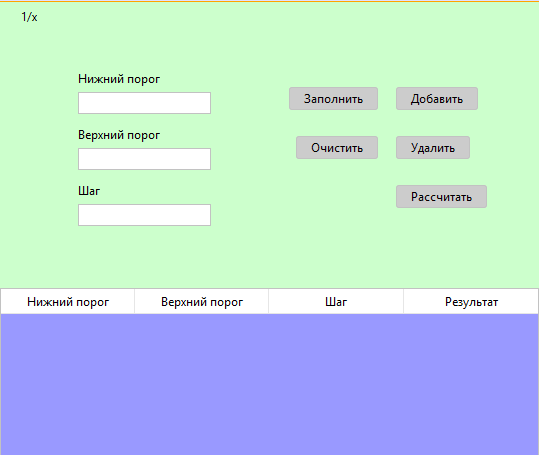 1/x
Нижний порог
Заполнить Добавить
Верхний порог
Очистить Удалить
Шаг
Рассчитать
Нижний порог Верхний порог Шаг Результат